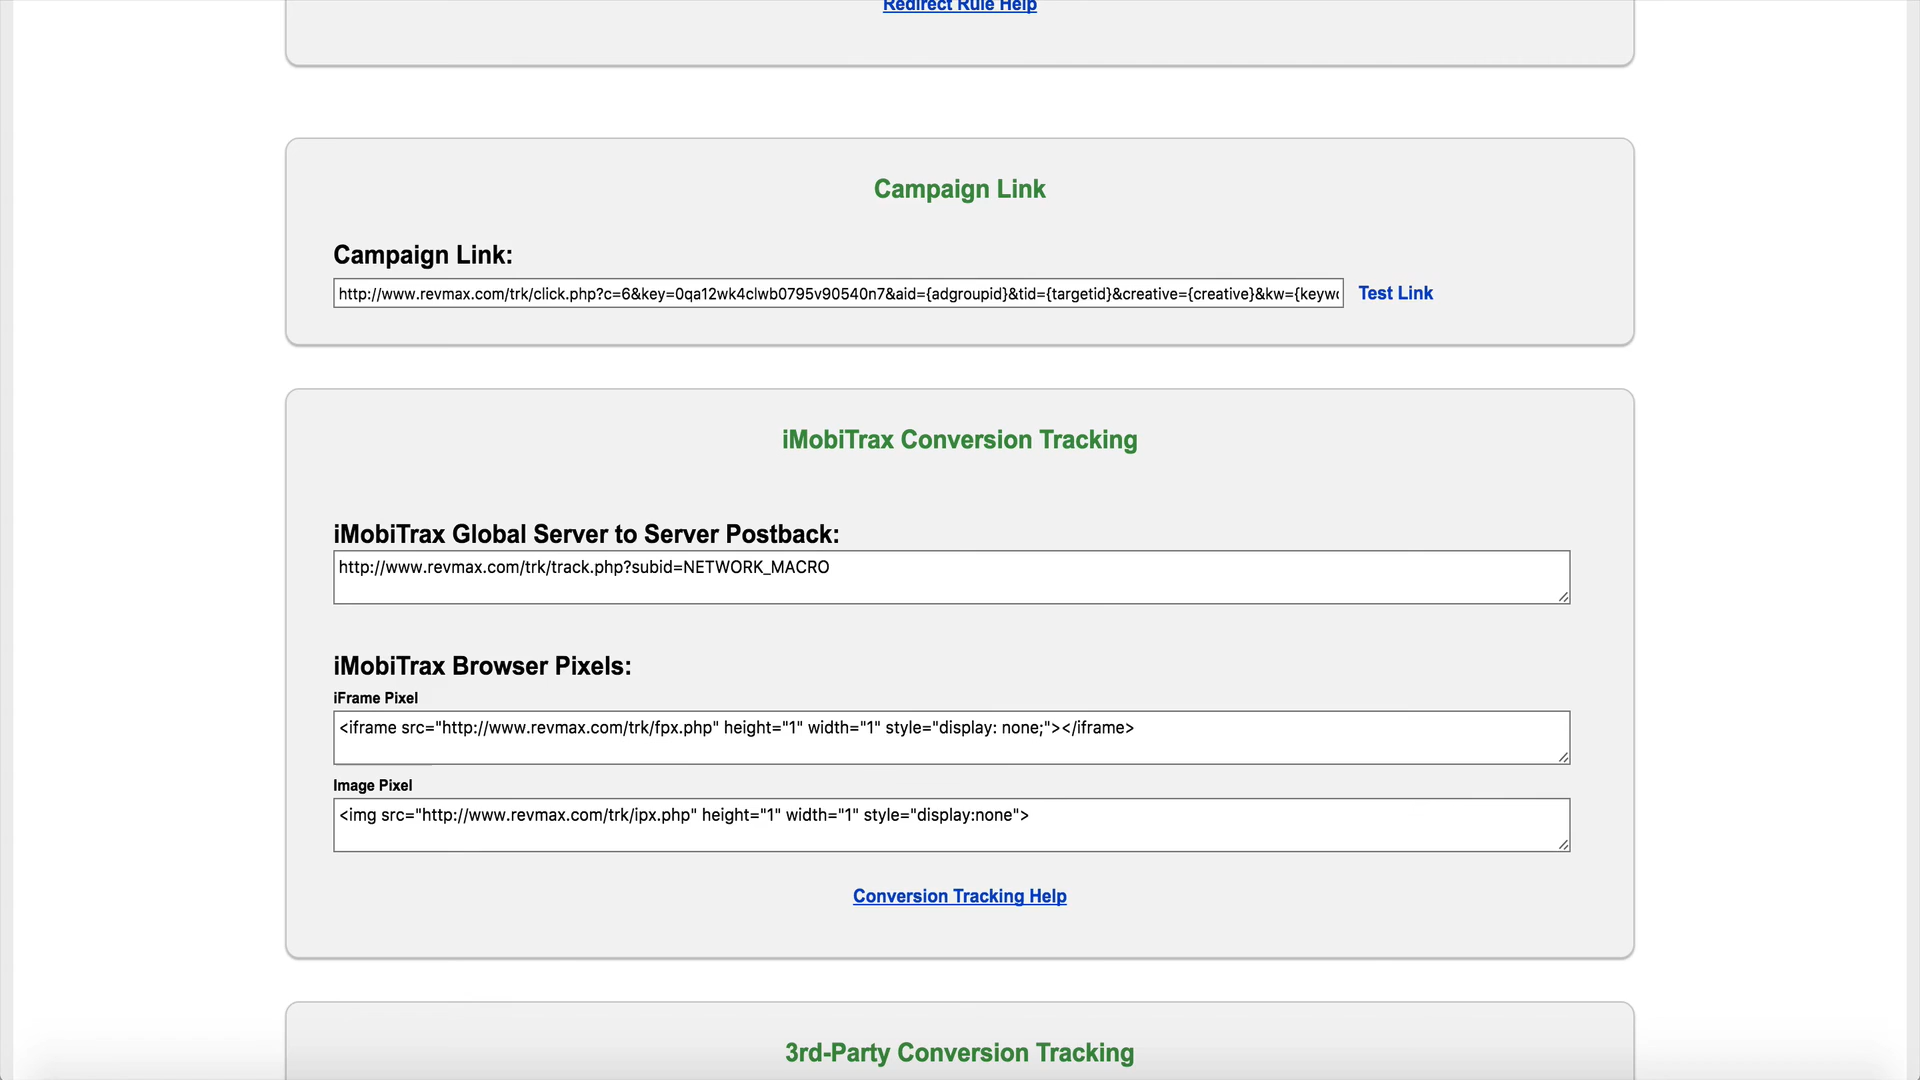 Redirect Rule Help
Campaign Link
Campaign Link:
http://www.revmax.com/trk/click.php?c=6&key=0qa12wk4clwb0795v90540n7&aid={adgroupid}&tid={targetid}&creative={creative}&kw={keywo
Test Link
iMobiTrax Conversion Tracking
iMobiTrax Global Server to Server Postback:
http://www.revmax.com/trk/track.php?subid=NETWORK_MACRO
iMobiTrax Browser Pixels:
iFrame Pixel
<iframe src="http://www.revmax.com/trk/fpx.php" height="1" width="1" style="display: none;"></iframe>
Image Pixel
<img src="http://www.revmax.com/trk/ipx.php" height="1" width="1" style="display:none">
Conversion Tracking Help
3rd-Party Conversion Tracking